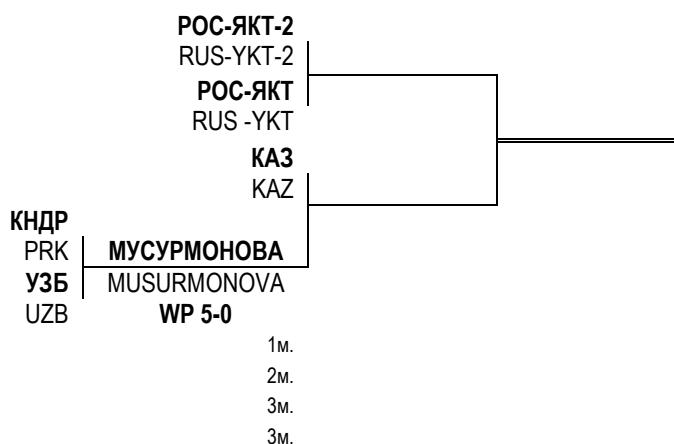 РОС-ЯКТ-2
RUS-YKT-2
РОС-ЯКТ
RUS -YKT
КАЗ
KAZ
КНДР
PRK МУСУРМОНОВА
УЗБ MUSURMONOVA
UZB WP 5-0
1м.
2м.
3м.
3м.